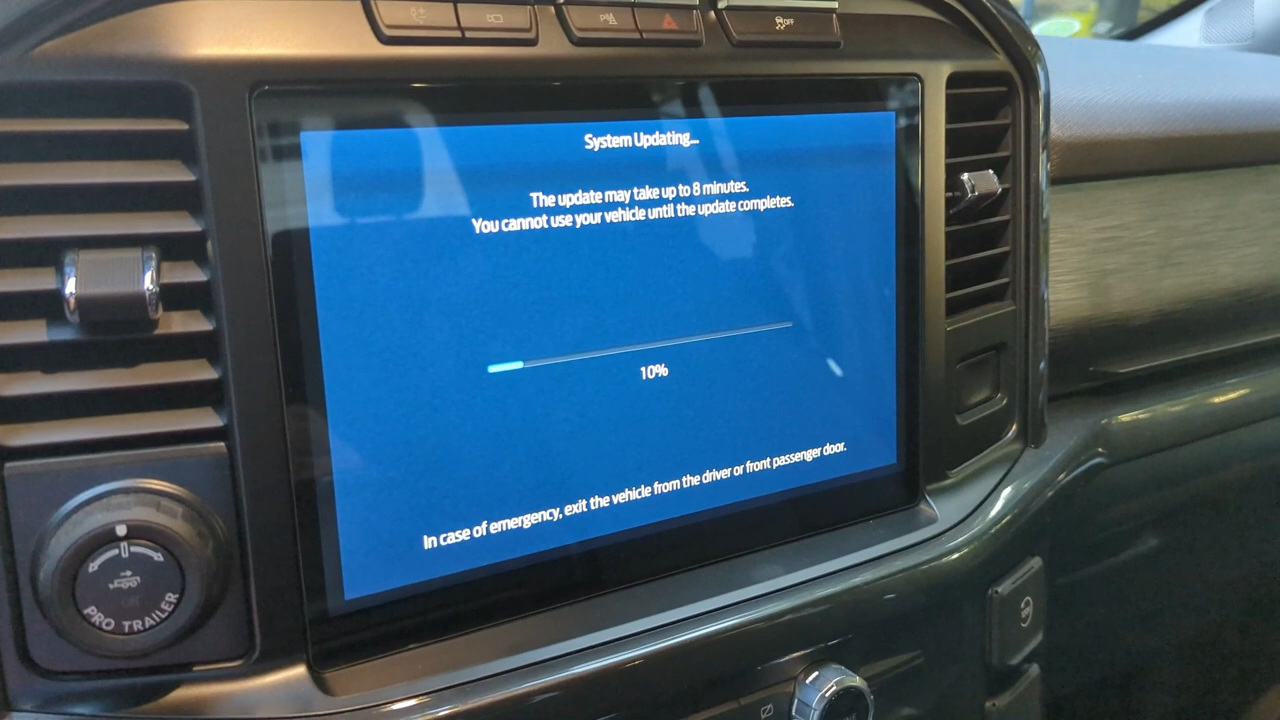 OFF
System Updating...
The update may take up to 8 minutes.
You cannot use your vehicle until the update completes.
10%
In case of emergency, exit the vehicle from the driver or front passenger door.
PRO TRAILER